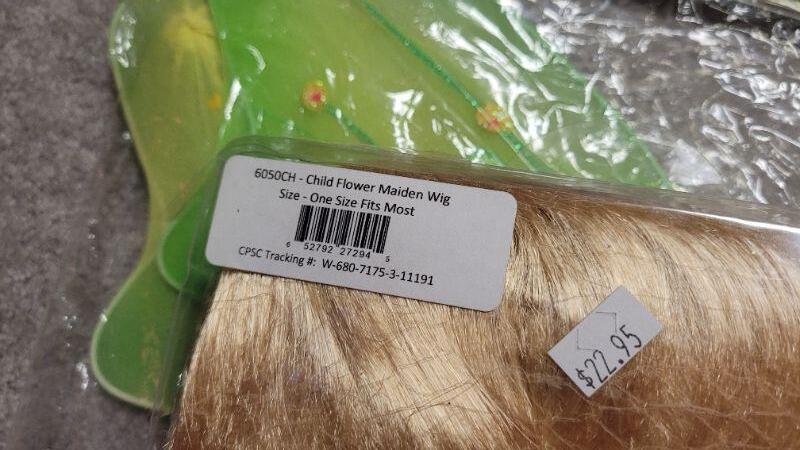 6050CH - Child Flower Maiden Wig
Size - One Size Fits Most
6 52792 27294 5
CPSC Tracking #: W-680-7175-3-11191
$22.95